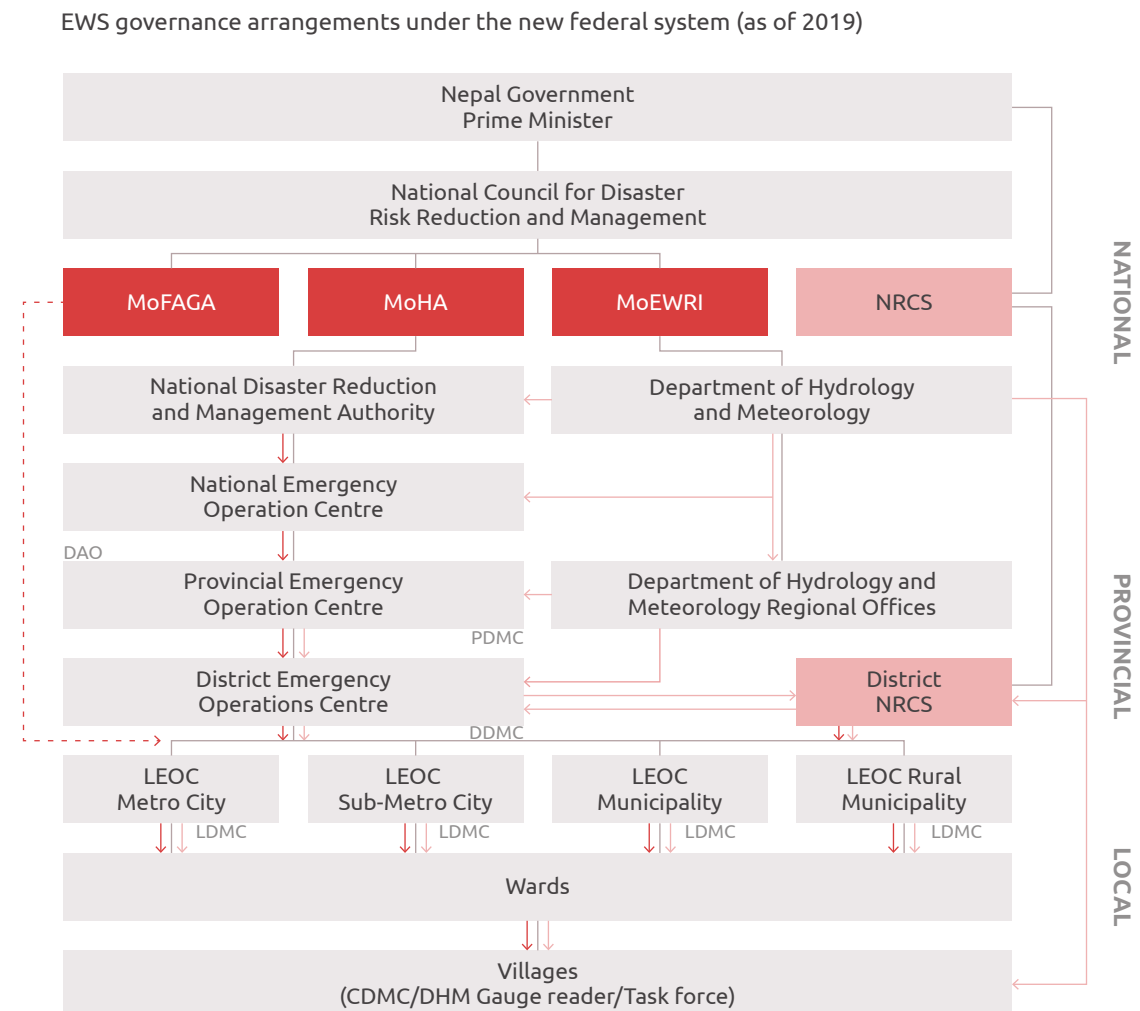 EWS governance arrangements under the new federal system (as of 2019)
Nepal Government
Prime Minister
National Council for Disaster
Risk Reduction and Management
MoFAGA
MoHA
MoEWRI
NRCS
NATIONAL
National Disaster Reduction
and Management Authority
Department of Hydrology
and Meteorology
National Emergency
Operation Centre
DAO
Provincial Emergency
Operation Centre
Department of Hydrology and
Meteorology Regional Offices
PROVINCIAL
PDMC
District Emergency
Operations Centre
District
NRCS
DDMC
LEOC
Metro City
LEOC
Sub-Metro City
LEOC
Municipality
LEOC Rural
Municipality
LDMC
LDMC
LDMC
LDMC
LOCAL
Wards
Villages
(CDMC/DHM Gauge reader/Task force)